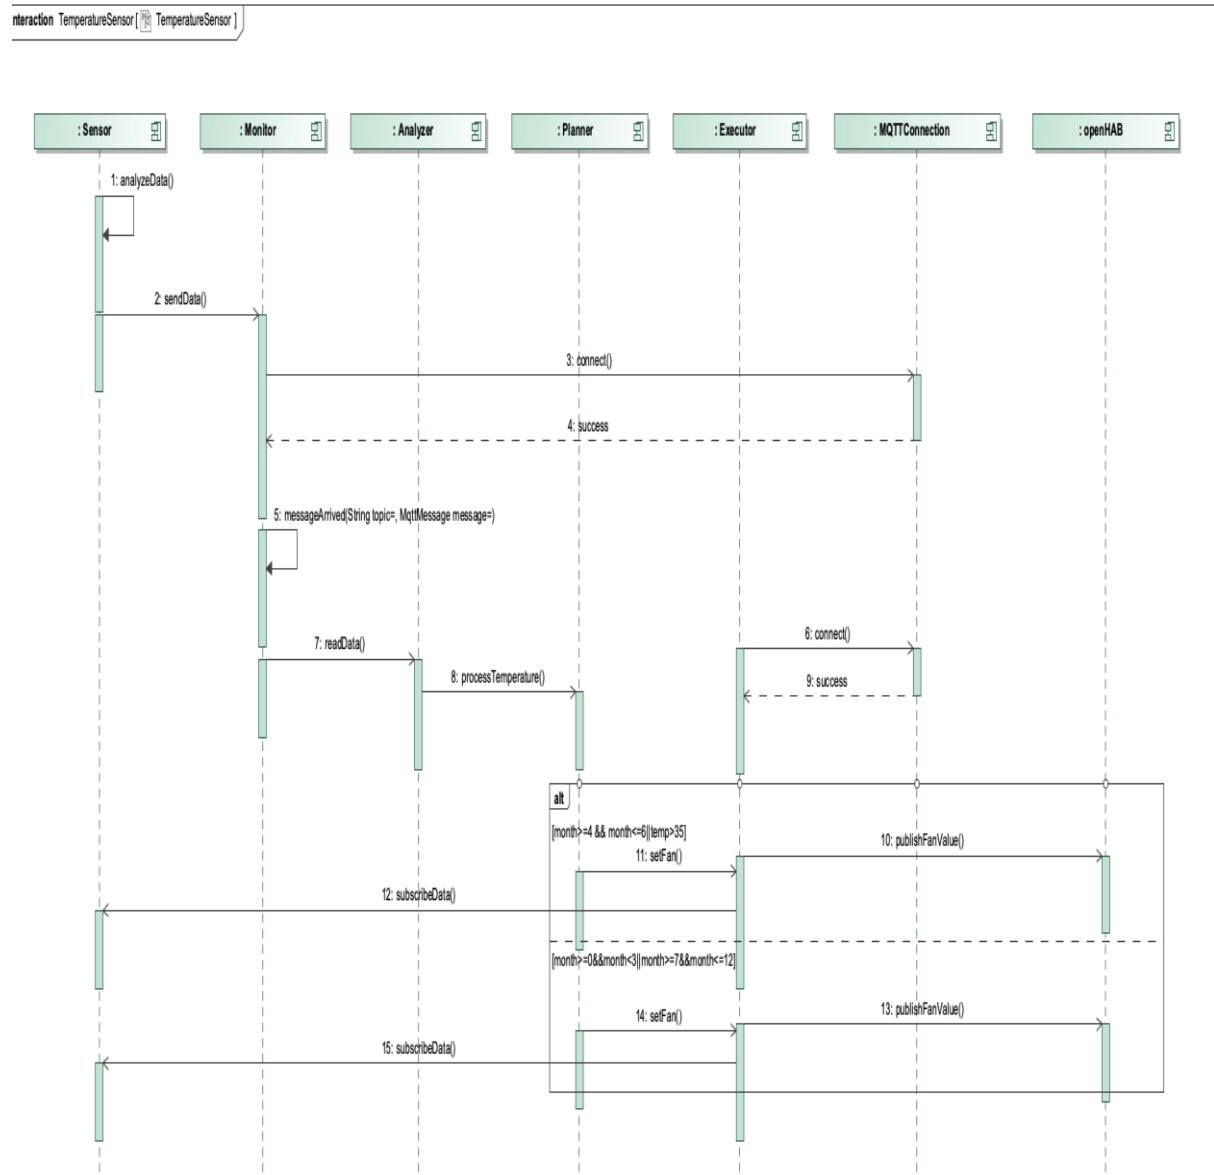 nteraction TemperatureSensor [ TemperatureSensor ]
: Sensor
: Monitor
: Analyzer
: Planner
: Executor
: MQTTConnection
: openHAB
1: analyzeData()
2: sendData()
3: connect()
4: success
5: messageArrived(String topic=, MqttMessage message=)
6: connect()
7: readData()
8: processTemperature()
9: success
alt
[month>=4 && month<=6||temp>35]
10: publishFanValue()
11: setFan()
12: subscribeData()
[month>=0&&month<3||month>=7&&month<=12]
13: publishFanValue()
14: setFan()
15: subscribeData()